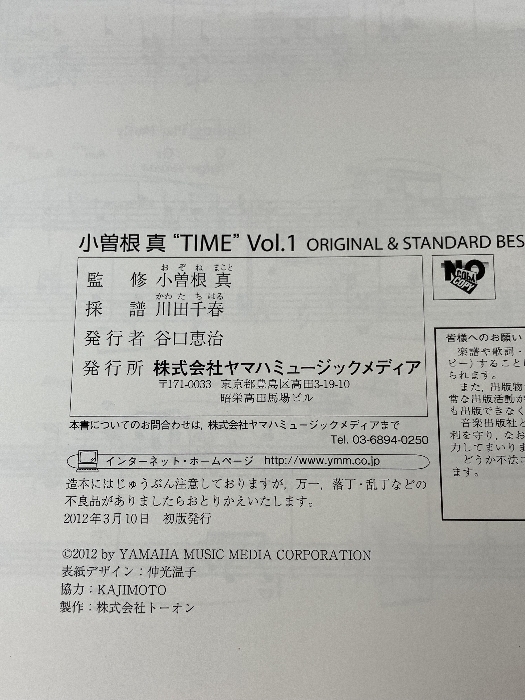 小曽根 真 “TIME” Vol.1 ORIGINAL & STANDARD BES
おぞね まこと
監 修 小曽根 真
かわたちはる
採 譜 川田千春
発行者 谷口恵治
発行所 株式会社ヤマハミュージックメディア
〒171-0033 東京都豊島区高田3-19-10
昭栄高田馬場ビル
本書についてのお問合わせは、株式会社ヤマハミュージックメディアまで
Tel. 03-6894-0250
インターネット・ホームページ http://www.ymm.co.jp
造本にはじゅうぶん注意しておりますが、万一、落丁・乱丁などの
不良品がありましたらおとりかえいたします。
2012年3月10日 初版発行
©2012 by YAMAHA MUSIC MEDIA CORPORATION
表紙デザイン：仲光温子
協力：KAJIMOTO
製作：株式会社トーオン
NO
COPY
皆様へのお願い
楽譜や歌詞・
ピー)することに
られます。
また、出版物
常な出版活動が
も出版できなく
音楽出版社と
利を守り、なお
力してまいりま
どうか不法に
ます。